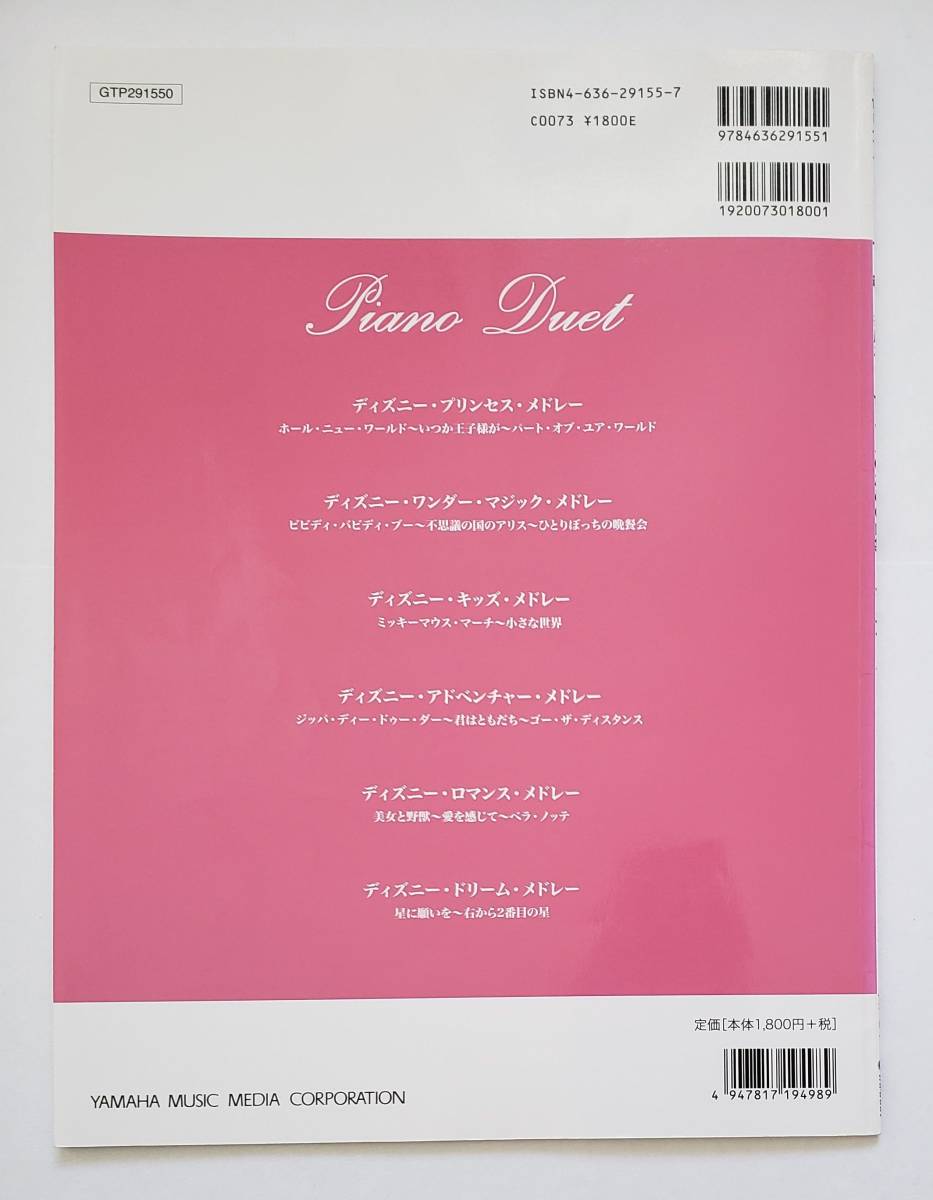 GTP291550
ISBN4-636-29155-7
C0073 ¥1800E
9784636291551
1920073018001
Piano Duet
ディズニー・プリンセス・メドレー
ホール・ニュー・ワールド～いつか王子様が～パート・オブ・ユア・ワールド
ディズニー・ワンダー・マジック・メドレー
ビビディ・バビディ・ブー～不思議の国のアリス～ひとりぼっちの晩餐会
ディズニー・キッズ・メドレー
ミッキーマウス・マーチ～小さな世界
ディズニー・アドベンチャー・メドレー
ジッパ・ディー・ドゥー・ダー～君はともだち～ゴー・ザ・ディスタンス
ディズニー・ロマンス・メドレー
美女と野獣～愛を感じて～ベラ・ノッテ
ディズニー・ドリーム・メドレー
星に願いを～右から2番目の星
定価[本体1,800円+税]
4 947817 194989
YAMAHA MUSIC MEDIA CORPORATION